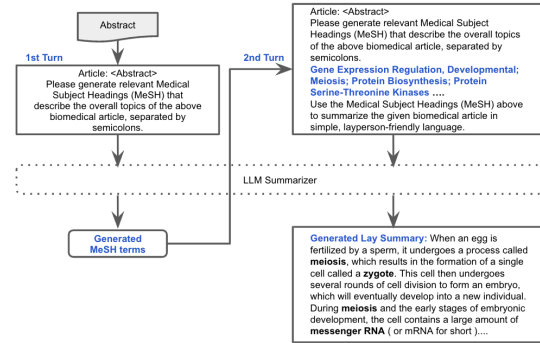 Abstract
1st Turn
Article: <Abstract>
Please generate relevant Medical
Subject Headings (MeSH) that
describe the overall topics of the above
biomedical article, separated by
semicolons.
2nd Turn
Article: <Abstract>
Please generate relevant Medical Subject
Headings (MeSH) that describe the overall topics
of the above biomedical article, separated by
semicolons.
Gene Expression Regulation, Developmental;
Meiosis; Protein Biosynthesis; Protein
Serine-Threonine Kinases ....
Use the Medical Subject Headings (MeSH) above
to summarize the given biomedical article in
simple, layperson-friendly language.
LLM Summarizer
Generated
MeSH terms
Generated Lay Summary: When an egg is
fertilized by a sperm, it undergoes a process called
meiosis, which results in the formation of a single
cell called a zygote. This cell then undergoes
several rounds of cell division to form an embryo,
which will eventually develop into a new individual.
During meiosis and the early stages of embryonic
development, the cell contains a large amount of
messenger RNA ( or mRNA for short )....